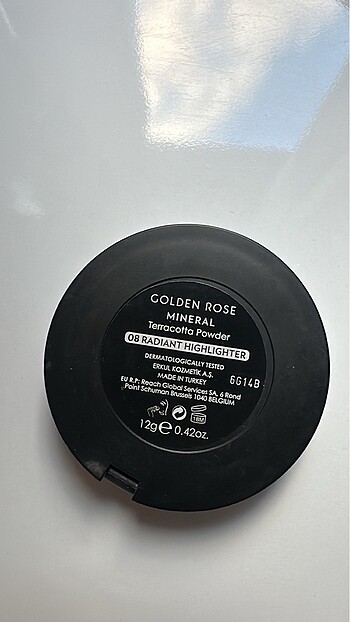 GOLDEN ROSE
MINERAL
Terracotta Powder
08 RADIANT HIGHLIGHTER
DERMATOLOGICALLY TESTED
ERKUL KOZMETİK A.Ş.
MADE IN TURKEY
6G14B
EU R.P: Reach Global Services SA. 6 Rond
Point Schuman Brussels 1040 BELGIUM
18M
12g e 0.42oz.